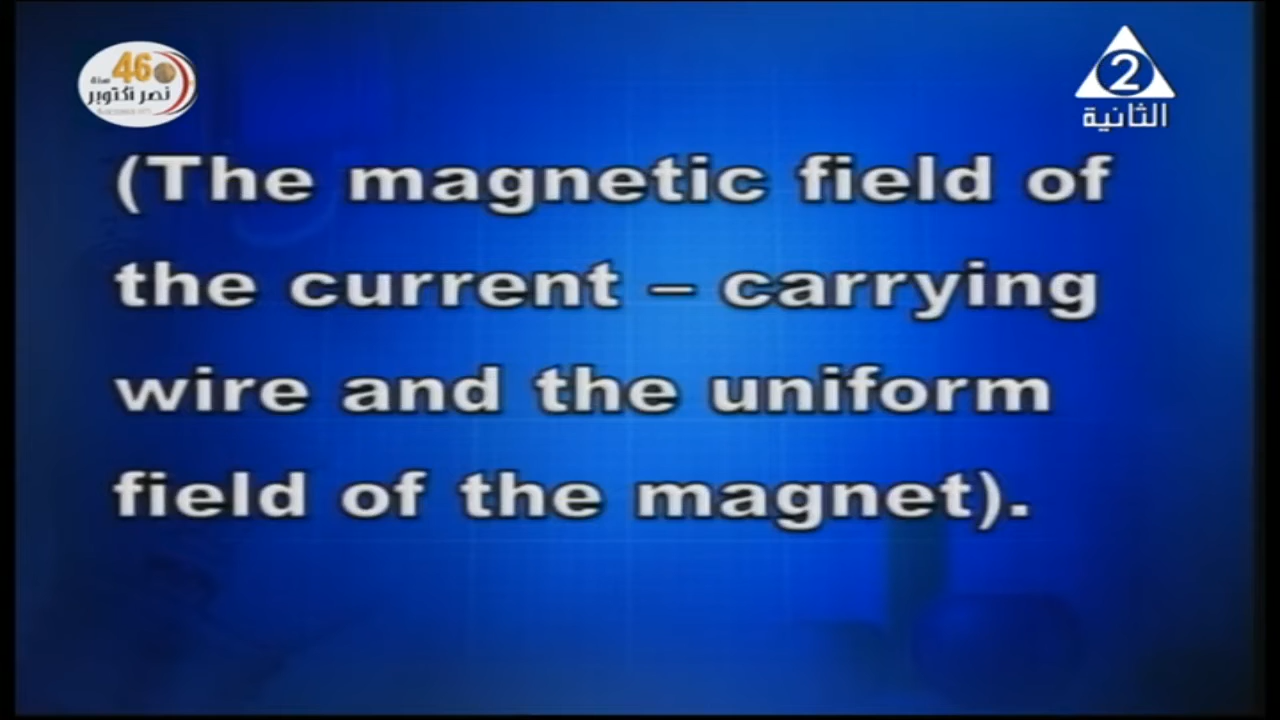 46
سنة
نصر أكتوبر
2
الثانية
(The magnetic field of
the current – carrying
wire and the uniform
field of the magnet).